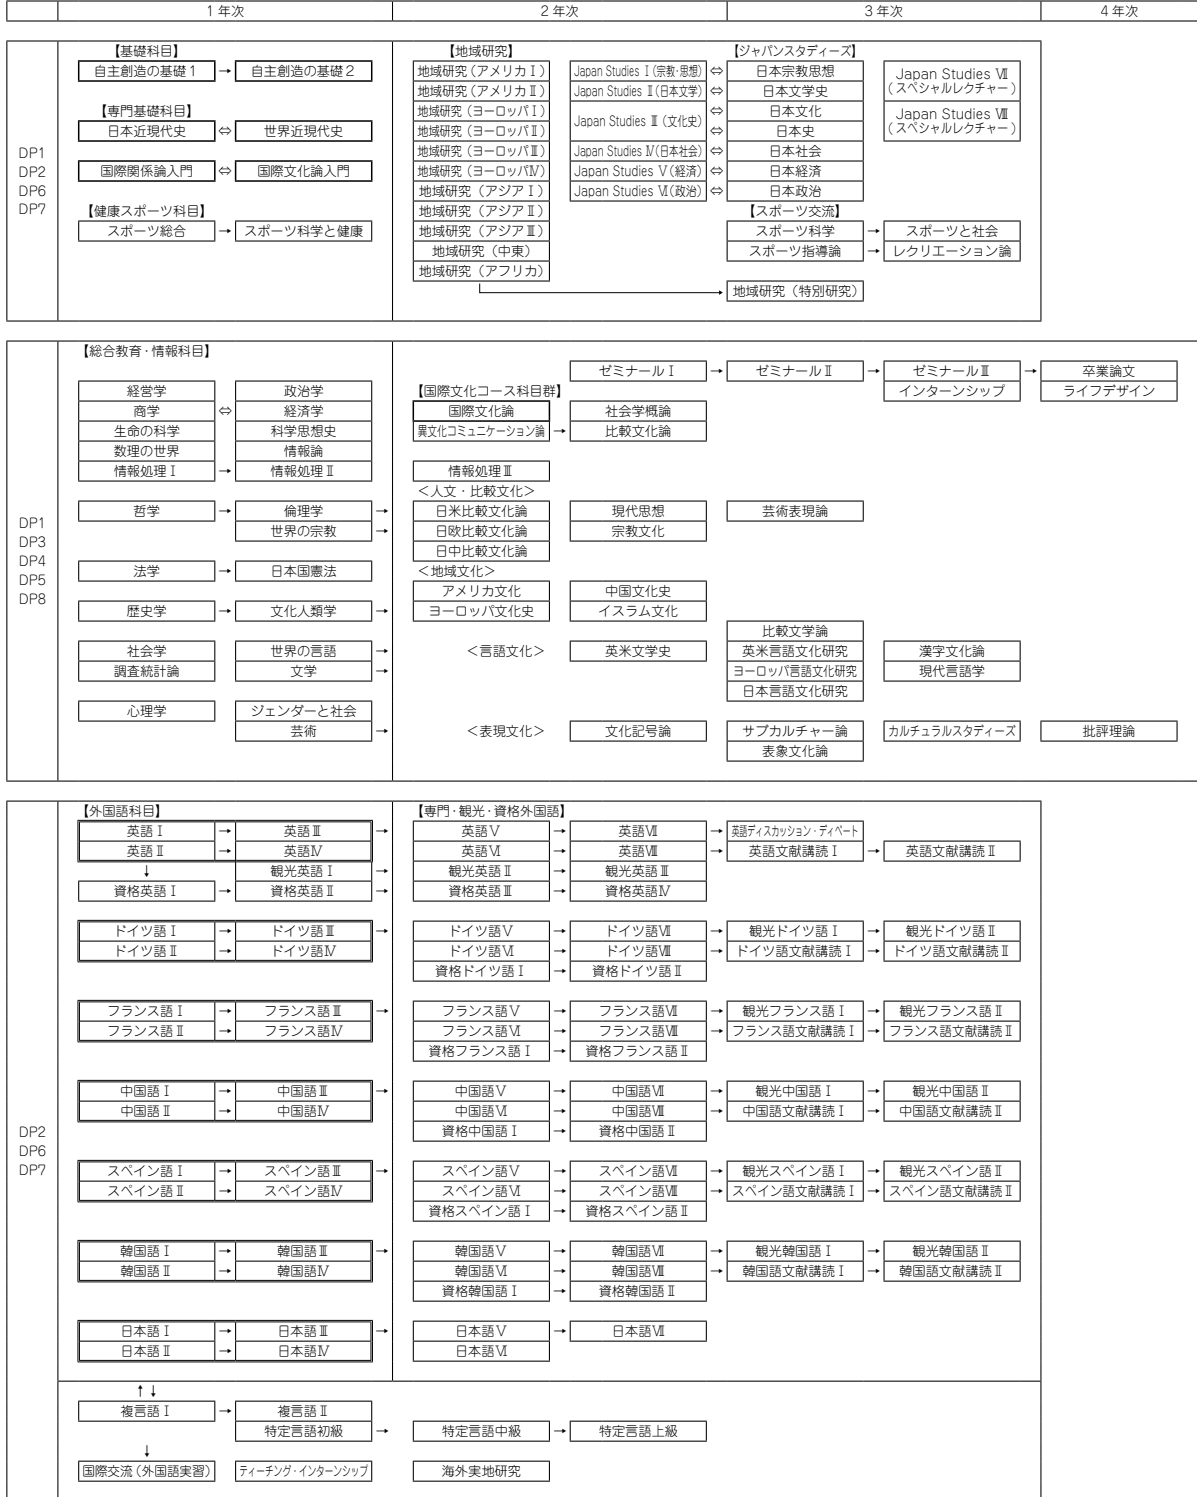 1年次 2年次 3年次 4年次
【基礎科目】 【地域研究】 【ジャパンスタディーズ】
自主創造の基礎1 → 自主創造の基礎2 地域研究（アメリカⅠ） Japan Studies Ⅰ（宗教・思想） ⇔ 日本宗教思想 Japan Studies Ⅶ
（スペシャルレクチャー）
地域研究（アメリカⅡ） Japan Studies Ⅱ（日本文学） ⇔ 日本文学史
【専門基礎科目】 地域研究（ヨーロッパⅠ） Japan Studies Ⅲ（文化史） ⇔ 日本文化 Japan Studies Ⅷ
（スペシャルレクチャー）
日本近現代史 ⇔ 世界近現代史 地域研究（ヨーロッパⅡ） ⇔ 日本史
DP1
DP2
DP6
DP7
地域研究（ヨーロッパⅢ） Japan Studies Ⅳ（日本社会） ⇔ 日本社会
国際関係論入門 ⇔ 国際文化論入門 地域研究（ヨーロッパⅣ） Japan Studies Ⅴ（経済） ⇔ 日本経済
地域研究（アジアⅠ） Japan Studies Ⅵ（政治） ⇔ 日本政治
【健康スポーツ科目】 地域研究（アジアⅡ） 【スポーツ交流】
スポーツ総合 → スポーツ科学と健康 地域研究（アジアⅢ） スポーツ科学 → スポーツと社会
地域研究（中東） スポーツ指導論 → レクリエーション論
地域研究（アフリカ）
地域研究（特別研究）
【総合教育・情報科目】
ゼミナールⅠ → ゼミナールⅡ → ゼミナールⅢ → 卒業論文
経営学 政治学 【国際文化コース科目群】 インターンシップ ライフデザイン
商学 ⇔ 経済学 国際文化論 社会学概論
生命の科学 科学思想史 異文化コミュニケーション論 → 比較文化論
数理の世界 情報論
情報処理Ⅰ → 情報処理Ⅱ 情報処理Ⅲ
＜人文・比較文化＞
哲学 → 倫理学 → 日米比較文化論 現代思想 芸術表現論
世界の宗教 → 日欧比較文化論 宗教文化
日中比較文化論
DP1
DP3
DP4
DP5
DP8
法学 → 日本国憲法 ＜地域文化＞
アメリカ文化 中国文化史
歴史学 → 文化人類学 → ヨーロッパ文化史 イスラム文化
比較文学論
社会学 世界の言語 → ＜言語文化＞ 英米文学史 英米言語文化研究 漢字文化論
調査統計論 文学 → ヨーロッパ言語文化研究 現代言語学
日本言語文化研究
心理学 ジェンダーと社会
芸術 → ＜表現文化＞ 文化記号論 サブカルチャー論 カルチュラルスタディーズ 批評理論
表象文化論
【外国語科目】 【専門・観光・資格外国語】
英語Ⅰ → 英語Ⅲ → 英語Ⅴ → 英語Ⅶ → 英語ディスカッション・ディベート
英語Ⅱ → 英語Ⅳ 英語Ⅵ → 英語Ⅷ → 英語文献講読Ⅰ → 英語文献講読Ⅱ
↓ 観光英語Ⅰ → 観光英語Ⅱ → 観光英語Ⅲ
資格英語Ⅰ → 資格英語Ⅱ → 資格英語Ⅲ → 資格英語Ⅳ
ドイツ語Ⅰ → ドイツ語Ⅲ → ドイツ語Ⅴ → ドイツ語Ⅶ → 観光ドイツ語Ⅰ → 観光ドイツ語Ⅱ
ドイツ語Ⅱ → ドイツ語Ⅳ ドイツ語Ⅵ → ドイツ語Ⅷ → ドイツ語文献講読Ⅰ → ドイツ語文献講読Ⅱ
資格ドイツ語Ⅰ → 資格ドイツ語Ⅱ
フランス語Ⅰ → フランス語Ⅲ → フランス語Ⅴ → フランス語Ⅶ → 観光フランス語Ⅰ → 観光フランス語Ⅱ
フランス語Ⅱ → フランス語Ⅳ フランス語Ⅵ → フランス語Ⅷ → フランス語文献講読Ⅰ → フランス語文献講読Ⅱ
資格フランス語Ⅰ → 資格フランス語Ⅱ
中国語Ⅰ → 中国語Ⅲ → 中国語Ⅴ → 中国語Ⅶ → 観光中国語Ⅰ → 観光中国語Ⅱ
中国語Ⅱ → 中国語Ⅳ 中国語Ⅵ → 中国語Ⅷ → 中国語文献講読Ⅰ → 中国語文献講読Ⅱ
資格中国語Ⅰ → 資格中国語Ⅱ
DP2
DP6
DP7
スペイン語Ⅰ → スペイン語Ⅲ → スペイン語Ⅴ → スペイン語Ⅶ → 観光スペイン語Ⅰ → 観光スペイン語Ⅱ
スペイン語Ⅱ → スペイン語Ⅳ スペイン語Ⅵ → スペイン語Ⅷ → スペイン語文献講読Ⅰ → スペイン語文献講読Ⅱ
資格スペイン語Ⅰ → 資格スペイン語Ⅱ
韓国語Ⅰ → 韓国語Ⅲ → 韓国語Ⅴ → 韓国語Ⅶ → 観光韓国語Ⅰ → 観光韓国語Ⅱ
韓国語Ⅱ → 韓国語Ⅳ 韓国語Ⅵ → 韓国語Ⅷ → 韓国語文献講読Ⅰ → 韓国語文献講読Ⅱ
資格韓国語Ⅰ → 資格韓国語Ⅱ
日本語Ⅰ → 日本語Ⅲ → 日本語Ⅴ → 日本語Ⅶ
日本語Ⅱ → 日本語Ⅳ 日本語Ⅵ
↑↓
複言語Ⅰ → 複言語Ⅱ
特定言語初級 → 特定言語中級 → 特定言語上級
↓
国際交流（外国語実習） ティーチング・インターンシップ 海外実地研究